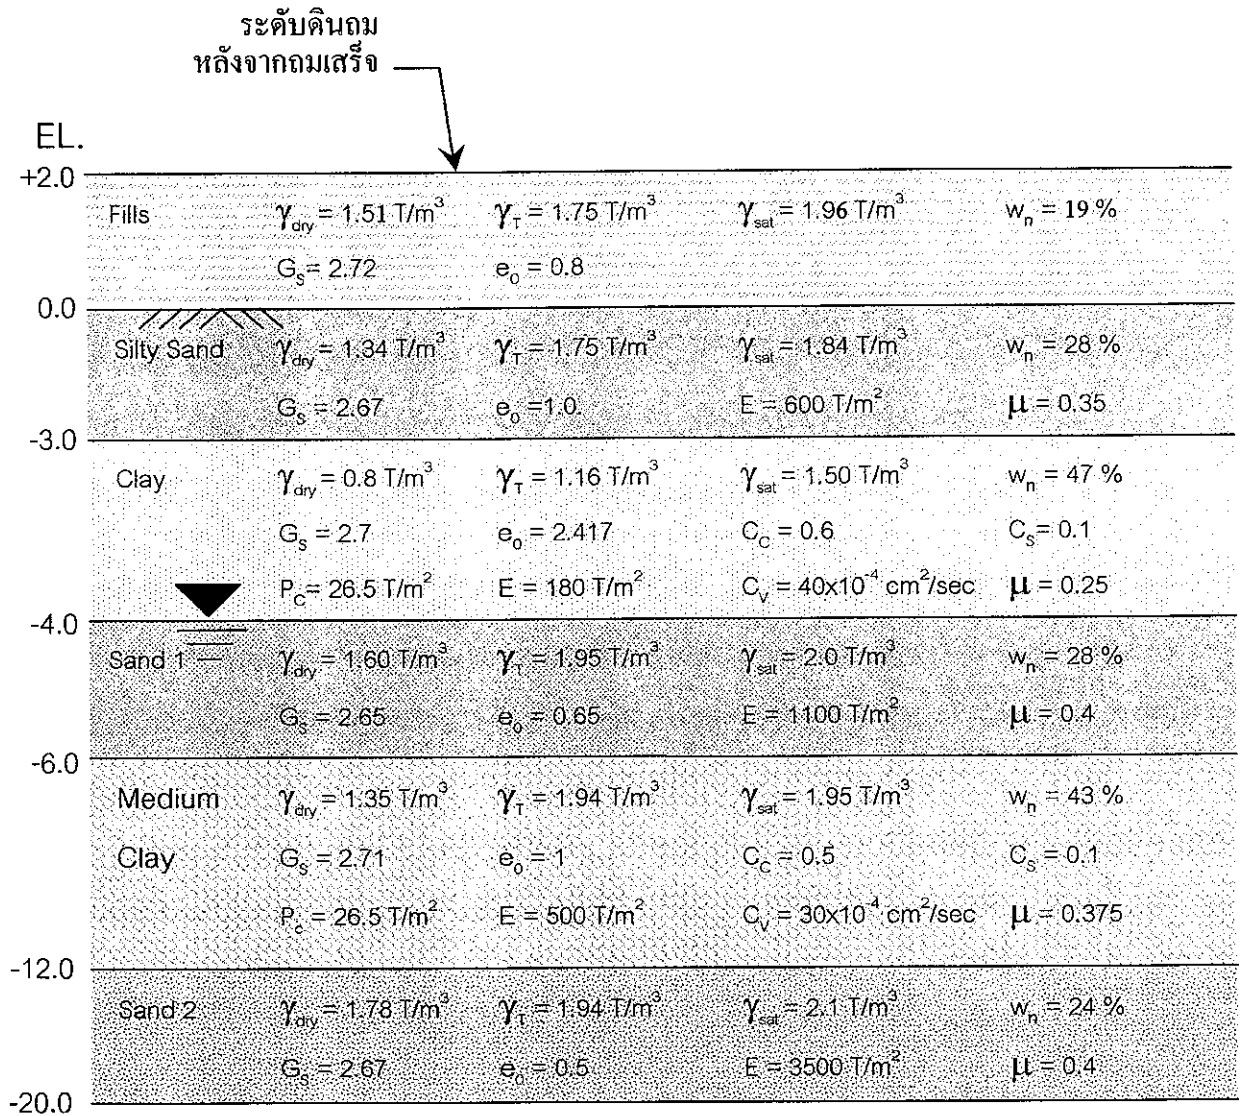 ระดับดินถม
หลังจากถมเสร็จ
EL.
+2.0
Fills γdry = 1.51 T/m³ γT = 1.75 T/m³ γsat = 1.96 T/m³ wn = 19 %
GS= 2.72 eo = 0.8
0.0
Silty Sand γdry = 1.34 T/m³ γT = 1.75 T/m³ γsat = 1.84 T/m³ wn = 28 %
GS = 2.67 eo =1.0. E = 600 T/m² μ = 0.35
-3.0
Clay γdry = 0.8 T/m³ γT = 1.16 T/m³ γsat = 1.50 T/m³ wn = 47 %
GS = 2.7 eo = 2.417 CC = 0.6 CS= 0.1
PC= 26.5 T/m² E = 180 T/m² CV = 40x10⁻⁴ cm²/sec μ = 0.25
-4.0
Sand 1 γdry = 1.60 T/m³ γT = 1.95 T/m³ γsat = 2.0 T/m³ wn = 28 %
GS = 2.65 eo = 0.65 E = 1100 T/m² μ = 0.4
-6.0
Medium γdry = 1.35 T/m³ γT = 1.94 T/m³ γsat = 1.95 T/m³ wn = 43 %
Clay GS = 2.71 eo = 1 CC = 0.5 CS = 0.1
Pc = 26.5 T/m² E = 500 T/m² CV = 30x10⁻⁴ cm²/sec μ = 0.375
-12.0
Sand 2 γdry = 1.78 T/m³ γT = 1.94 T/m³ γsat = 2.1 T/m³ wn = 24 %
GS = 2.67 eo = 0.5 E = 3500 T/m² μ = 0.4
-20.0